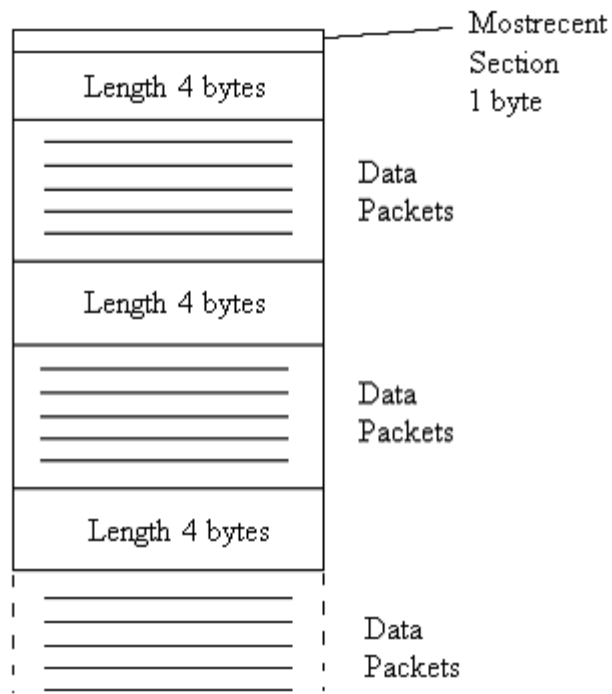 Mostrecent
Section
1 byte
Length 4 bytes
Data
Packets
Length 4 bytes
Data
Packets
Length 4 bytes
Data
Packets